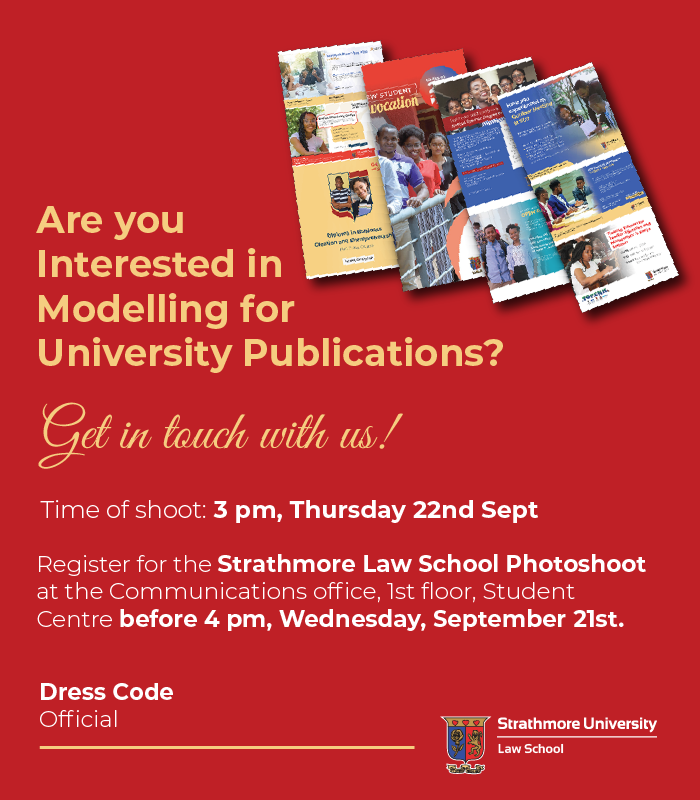 Are you
Interested in
Modelling for
University Publications?
Get in touch with us!
Time of shoot: 3 pm, Thursday 22nd Sept
Register for the Strathmore Law School Photoshoot
at the Communications office, 1st floor, Student
Centre before 4 pm, Wednesday, September 21st.
Dress Code
Official
Strathmore University
Law School